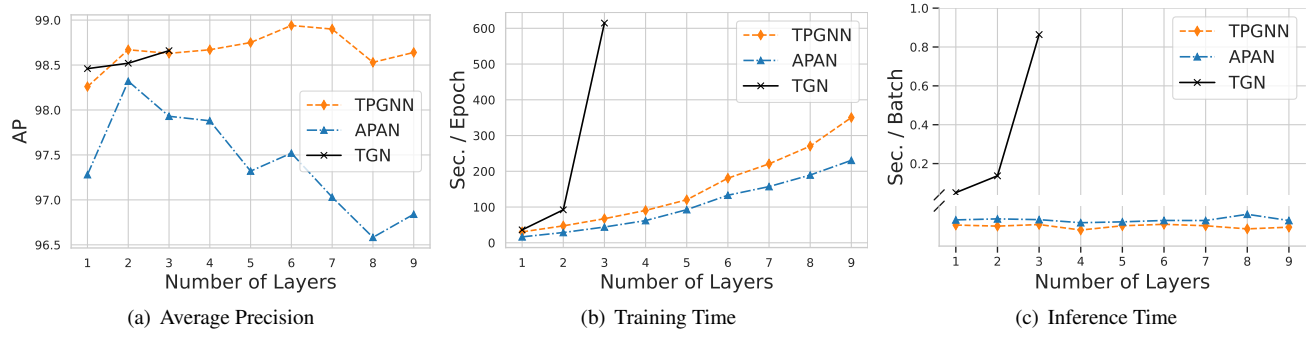 99.0
98.5
98.0
97.5
97.0
96.5
AP
TPGNN
APAN
TGN
1 2 3 4 5 6 7 8 9
Number of Layers
(a) Average Precision
600
500
400
300
200
100
0
Sec. / Epoch
TPGNN
APAN
TGN
1 2 3 4 5 6 7 8 9
Number of Layers
(b) Training Time
1.0
0.8
0.6
0.4
0.2
Sec. / Batch
TPGNN
APAN
TGN
1 2 3 4 5 6 7 8 9
Number of Layers
(c) Inference Time